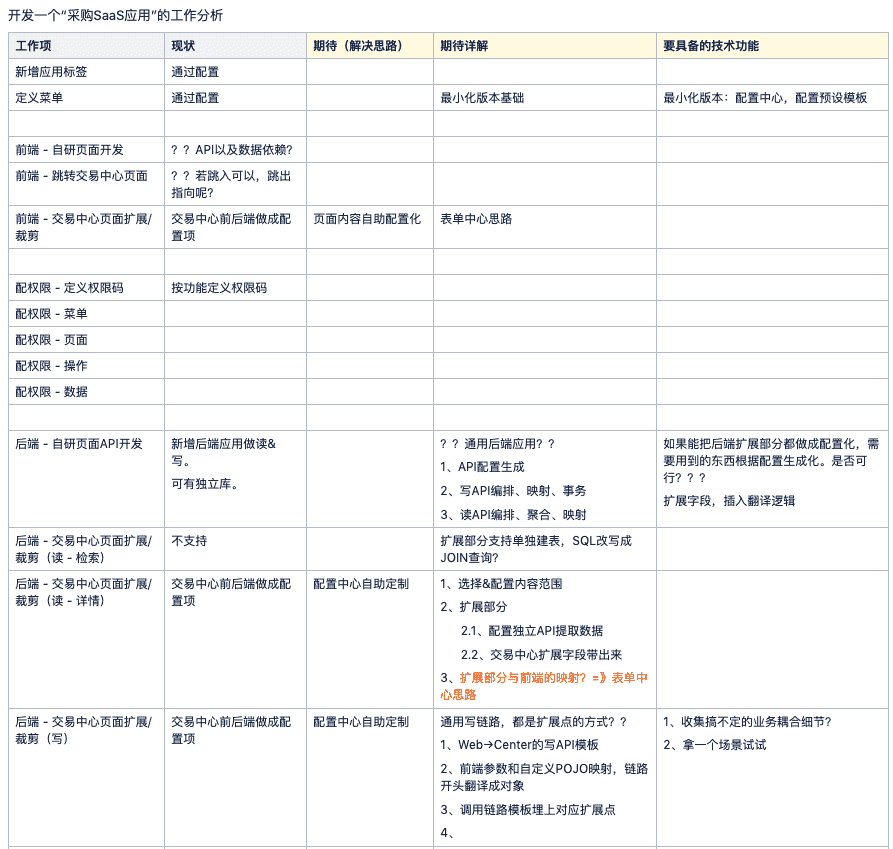 开发一个“采购SaaS应用”的工作分析
工作项
现状
期待（解决思路）
期待详解
要具备的技术功能
新增应用标签
通过配置
定义菜单
通过配置
最小化版本基础
最小化版本：配置中心，配置预设模板
前端 - 自研页面开发
？？API以及数据依赖?
前端 - 跳转交易中心页面
？？若跳入可以，跳出
指向呢?
前端 - 交易中心页面扩展/
裁剪
交易中心前后端做成配
置项
页面内容自助配置化
表单中心思路
配权限 - 定义权限码
按功能定义权限码
配权限 - 菜单
配权限 - 页面
配权限 - 操作
配权限 - 数据
后端 - 自研页面API开发
新增后端应用做读&
写。
可有独立库。
？？通用后端应用? ？
1、API配置生成
2、写API编排、映射、事务
3、读API编排、聚合、映射
如果能把后端扩展部分都做成配置化，需
要用到的东西根据配置生成化。是否可
行? ？？
扩展字段，插入翻译逻辑
后端 - 交易中心页面扩展/
裁剪（读 - 检索）
不支持
扩展部分支持单独建表，SQL改写成
JOIN查询?
后端 - 交易中心页面扩展/
裁剪（读 - 详情）
交易中心前后端做成配
置项
配置中心自助定制
1、选择&配置内容范围
2、扩展部分
2.1、配置独立API提取数据
2.2、交易中心扩展字段带出来
3、扩展部分与前端的映射? =》表单中
心思路
后端 - 交易中心页面扩展/
裁剪（写）
交易中心前后端做成配
置项
配置中心自助定制
通用写链路，都是扩展点的方式? ？
1、Web→Center的写API模板
2、前端参数和自定义POJO映射，链路
开头翻译成对象
3、调用链路模板埋上对应扩展点
4、
1、收集搞不定的业务耦合细节?
2、拿一个场景试试